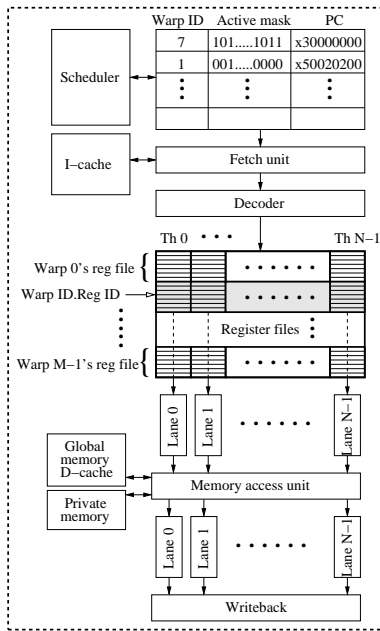 Warp ID Active mask PC
7 101.....1011 x30000000
1 001.....0000 x50020200
Scheduler
I−cache
Fetch unit
Decoder
Th 0 Th N−1
Warp 0's reg file
Warp ID.Reg ID
Register files
Warp M−1's reg file
Lane 0
Lane 1
Lane N−1
Global
memory
D−cache
Memory access unit
Private
memory
Lane 0
Lane 1
Lane N−1
Writeback